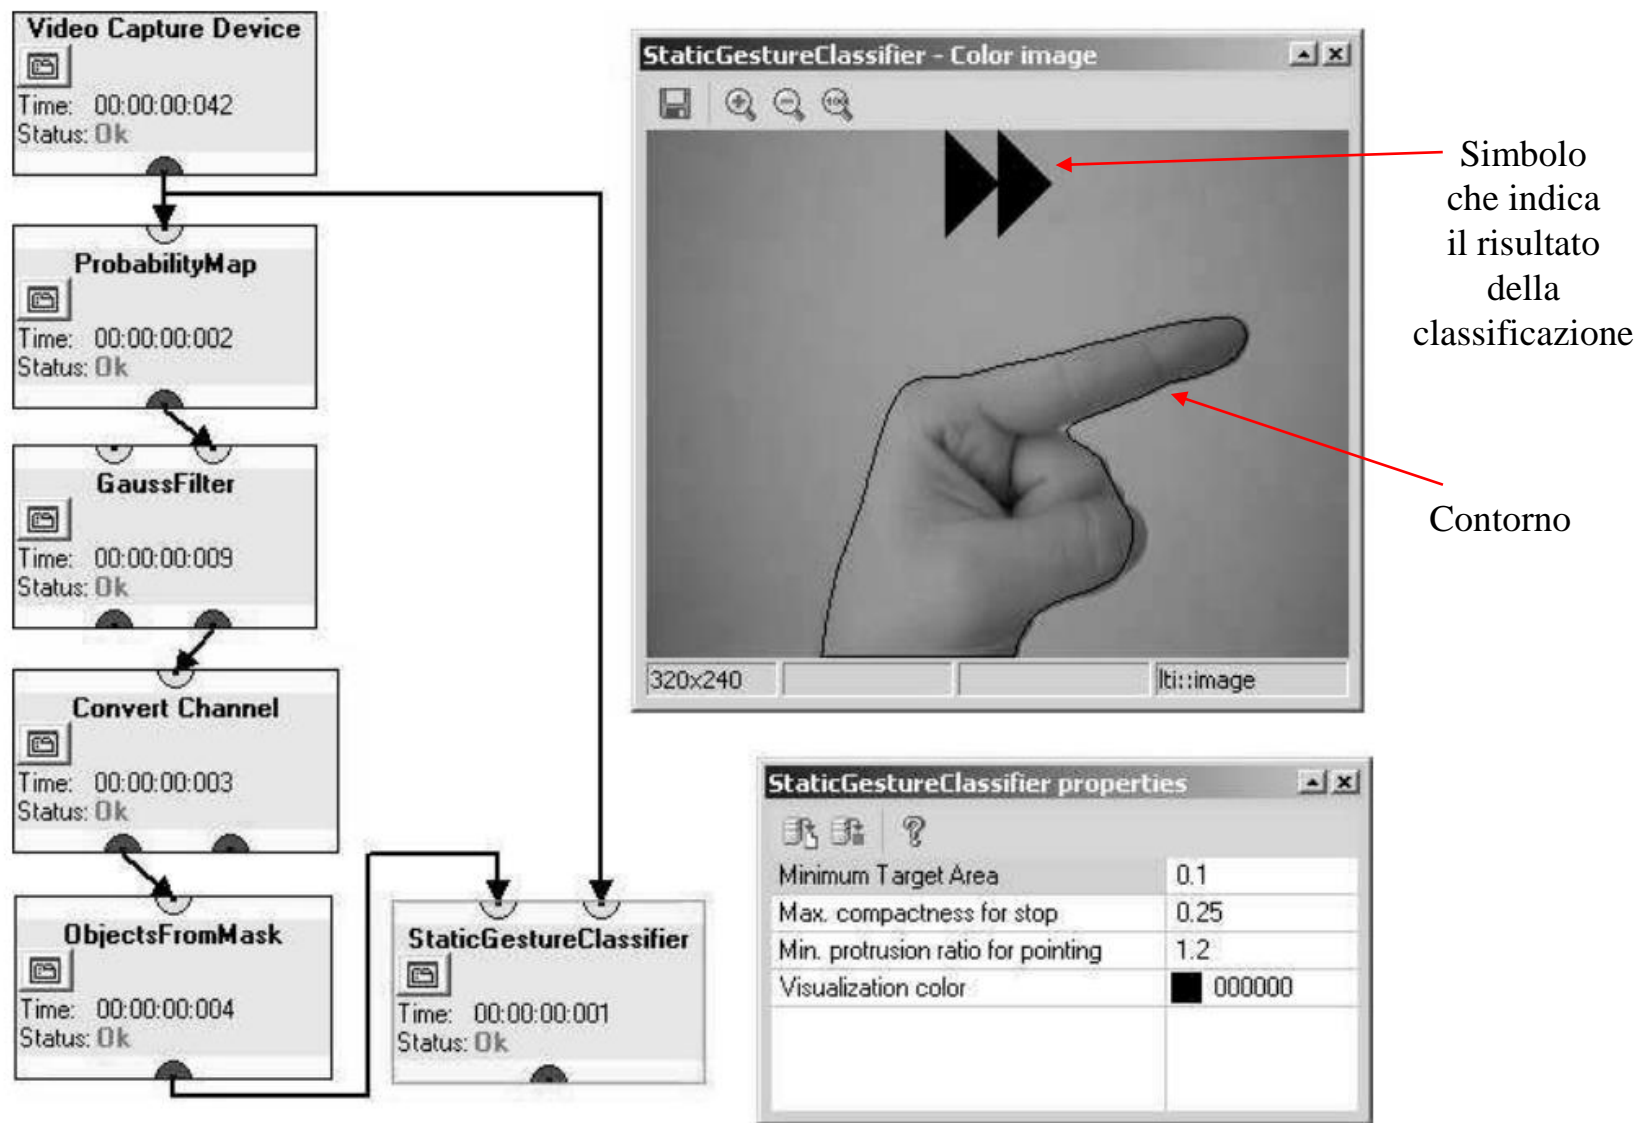 Video Capture Device
Time: 00:00:00:042
Status: Ok
ProbabilityMap
Time: 00:00:00:002
Status: Ok
GaussFilter
Time: 00:00:00:009
Status: Ok
Convert Channel
Time: 00:00:00:003
Status: Ok
ObjectsFromMask
Time: 00:00:00:004
Status: Ok
StaticGestureClassifier
Time: 00:00:00:001
Status: Ok
StaticGestureClassifier - Color image
100
320x240
lti::image
Simbolo
che indica
il risultato
della
classificazione
Contorno
StaticGestureClassifier properties
Minimum Target Area 0.1
Max. compactness for stop 0.25
Min. protrusion ratio for pointing 1.2
Visualization color 000000